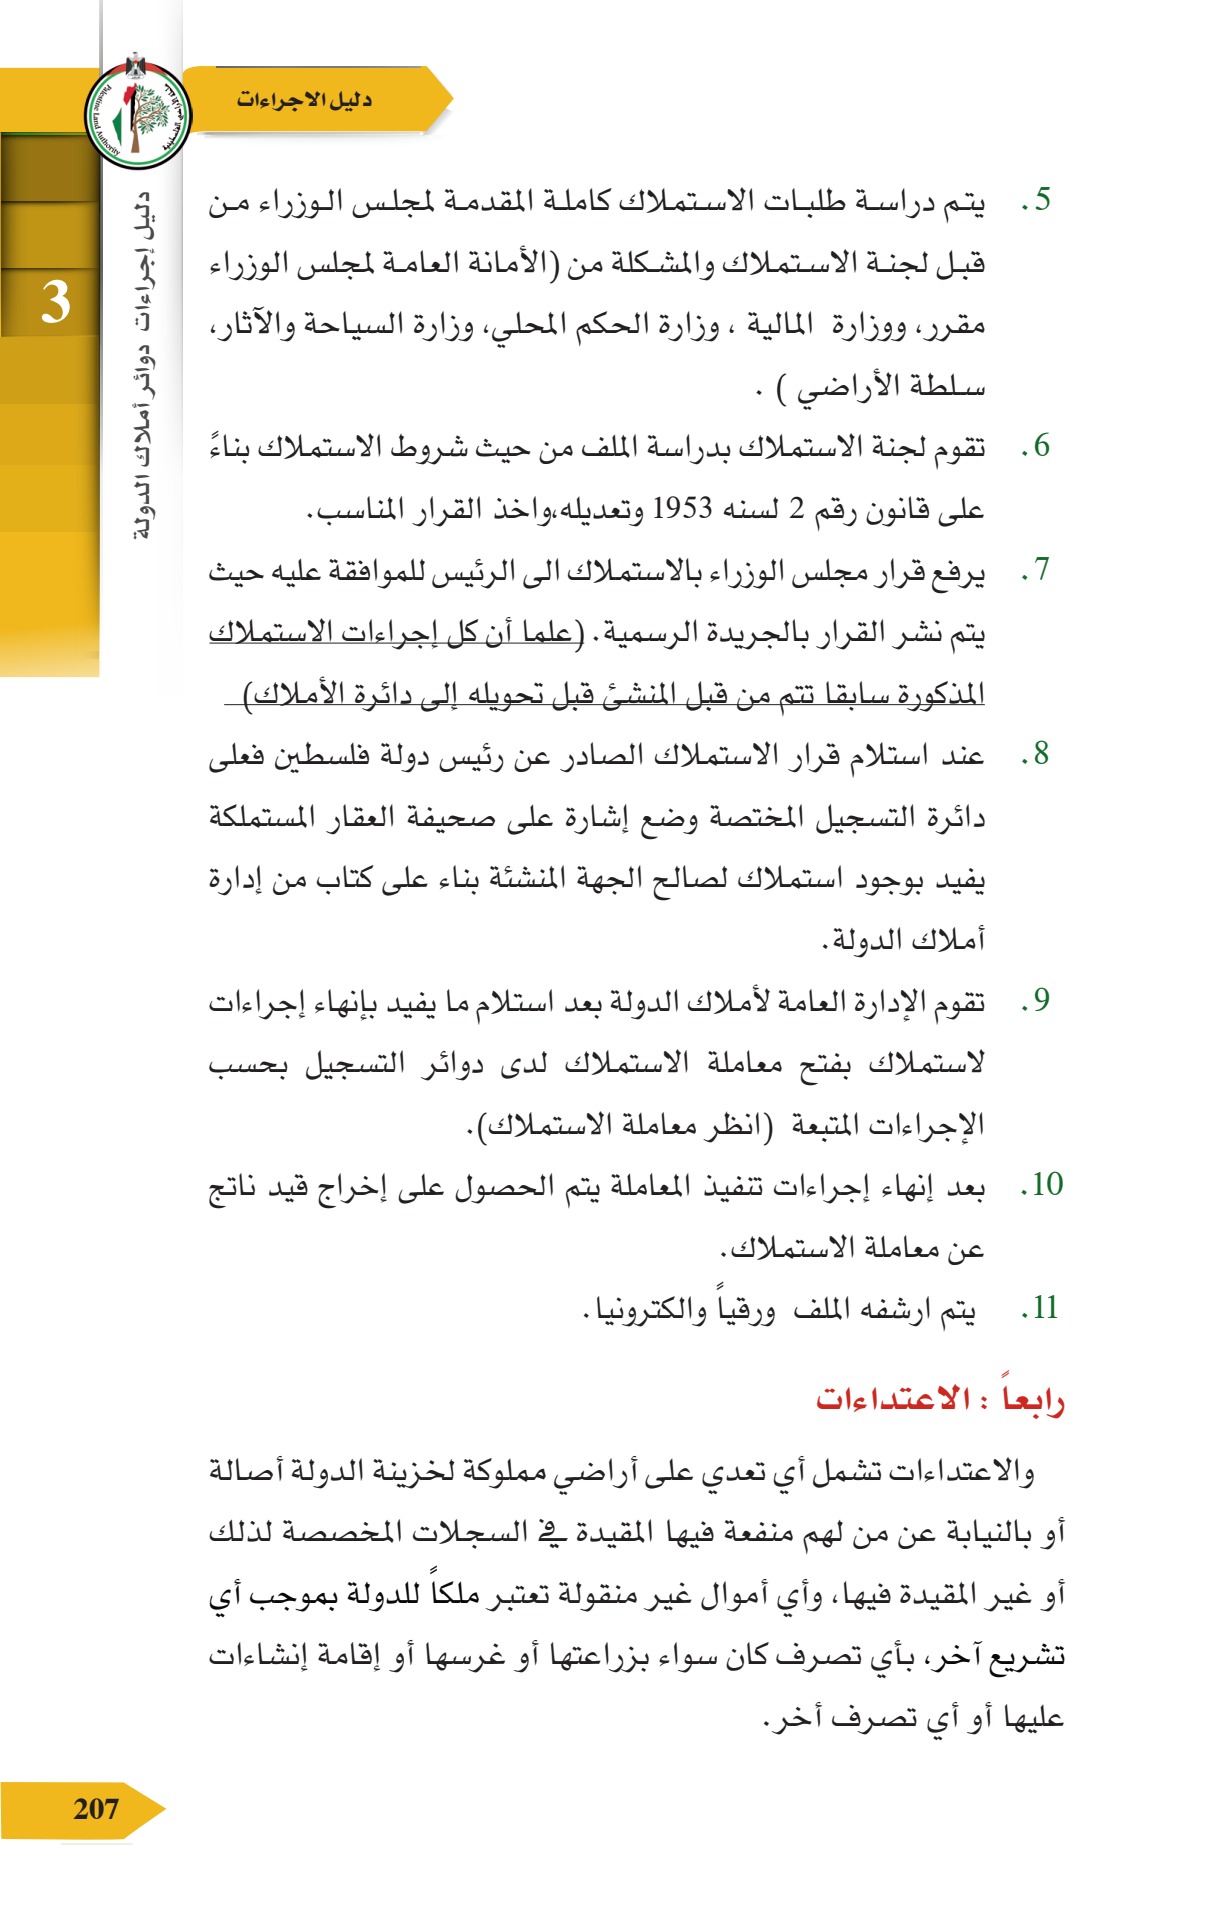 دليل الاجراءات
Palestine Land Authority
دليل إجراءات دوائر أملاك الدولة
3
5. يتم دراسة طلبات الاستملاك كاملة المقدمة لمجلس الوزراء من
قبل لجنة الاستملاك والمشكلة من (الأمانة العامة لمجلس الوزراء
مقرر، ووزارة المالية ، وزارة الحكم المحلي، وزارة السياحة والآثار،
سلطة الأراضي ) .
6. تقوم لجنة الاستملاك بدراسة الملف من حيث شروط الاستملاك بناءً
على قانون رقم 2 لسنه 1953 وتعديله،واخذ القرار المناسب.
7. يرفع قرار مجلس الوزراء بالاستملاك الى الرئيس للموافقة عليه حيث
يتم نشر القرار بالجريدة الرسمية. (علما أن كل إجراءات الاستملاك
المذكورة سابقا تتم من قبل المنشئ قبل تحويله إلى دائرة الأملاك)
8. عند استلام قرار الاستملاك الصادر عن رئيس دولة فلسطين فعلى
دائرة التسجيل المختصة وضع إشارة على صحيفة العقار المستملكة
يفيد بوجود استملاك لصالح الجهة المنشئة بناء على كتاب من إدارة
أملاك الدولة.
9. تقوم الإدارة العامة لأملاك الدولة بعد استلام ما يفيد بإنهاء إجراءات
لاستملاك بفتح معاملة الاستملاك لدى دوائر التسجيل بحسب
الإجراءات المتبعة (انظر معاملة الاستملاك).
10. بعد إنهاء إجراءات تنفيذ المعاملة يتم الحصول على إخراج قيد ناتج
عن معاملة الاستملاك.
11. يتم ارشفه الملف ورقياً والكترونيا.
رابعاً : الاعتداءات
والاعتداءات تشمل أي تعدي على أراضي مملوكة لخزينة الدولة أصالة
أو بالنيابة عن من لهم منفعة فيها المقيدة في السجلات المخصصة لذلك
أو غير المقيدة فيها، وأي أموال غير منقولة تعتبر ملكاً للدولة بموجب أي
تشريع آخر، بأي تصرف كان سواء بزراعتها أو غرسها أو إقامة إنشاءات
عليها أو أي تصرف أخر.
207